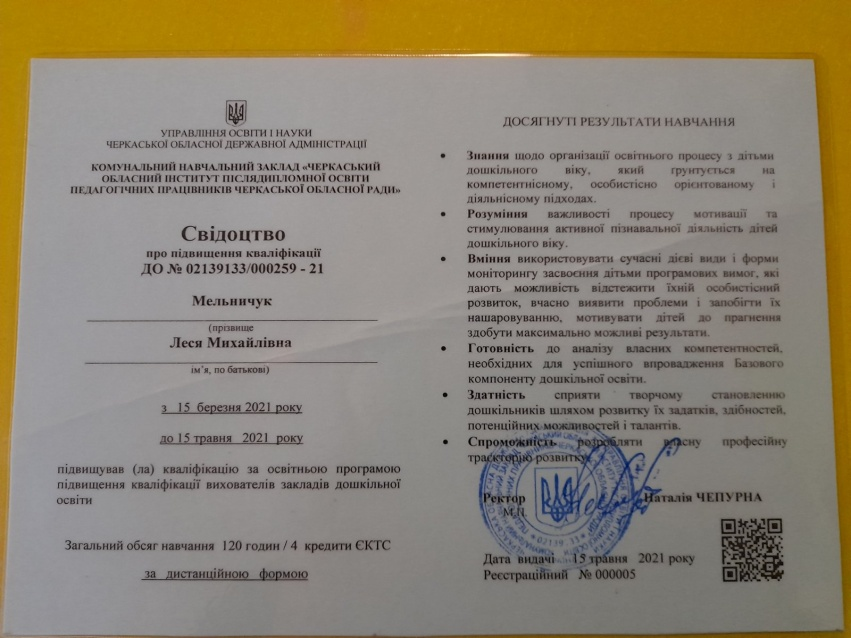 УПРАВЛІННЯ ОСВІТИ І НАУКИ
ЧЕРКАСЬКОЇ ОБЛАСНОЇ ДЕРЖАВНОЇ АДМІНІСТРАЦІЇ
КОМУНАЛЬНИЙ НАВЧАЛЬНИЙ ЗАКЛАД «ЧЕРКАСЬКИЙ
ОБЛАСНИЙ ІНСТИТУТ ПІСЛЯДИПЛОМНОЇ ОСВІТИ
ПЕДАГОГІЧНИХ ПРАЦІВНИКІВ ЧЕРКАСЬКОЇ ОБЛАСНОЇ РАДИ»
Свідоцтво
про підвищення кваліфікації
ДО № 02139133/000259 - 21
Мельничук
(прізвище
Леся Михайлівна
ім’я, по батькові)
з 15 березня 2021 року
до 15 травня 2021 року
підвищував (ла) кваліфікацію за освітньою програмою
підвищення кваліфікації вихователів закладів дошкільної
освіти
Загальний обсяг навчання 120 годин / 4 кредити ЄКТС
за дистанційною формою
ДОСЯГНУТІ РЕЗУЛЬТАТИ НАВЧАННЯ
• Знання щодо організації освітнього процесу з дітьми
дошкільного віку, який ґрунтується на
компетентнісному, особистісно орієнтованому і
діяльнісному підходах.
• Розуміння важливості процесу мотивації та
стимулювання активної пізнавальної діяльність дітей
дошкільного віку.
• Вміння використовувати сучасні дієві види і форми
моніторингу засвоєння дітьми програмових вимог, які
дають можливість відстежити їхній особистісний
розвиток, вчасно виявити проблеми і запобігти їх
нашаровуванню, мотивувати дітей до прагнення
здобути максимально можливі результати.
• Готовність до аналізу власних компетентностей,
необхідних для успішного впровадження Базового
компоненту дошкільної освіти.
• Здатність сприяти творчому становленню
дошкільників шляхом розвитку їх задатків, здібностей,
потенційних можливостей і талантів.
• Спроможність розробляти власну професійну
траєкторію розвитку.
Ректор Наталія ЧЕПУРНА
М.П.
Дата видачі 15 травня 2021 року
Реєстраційний № 000005